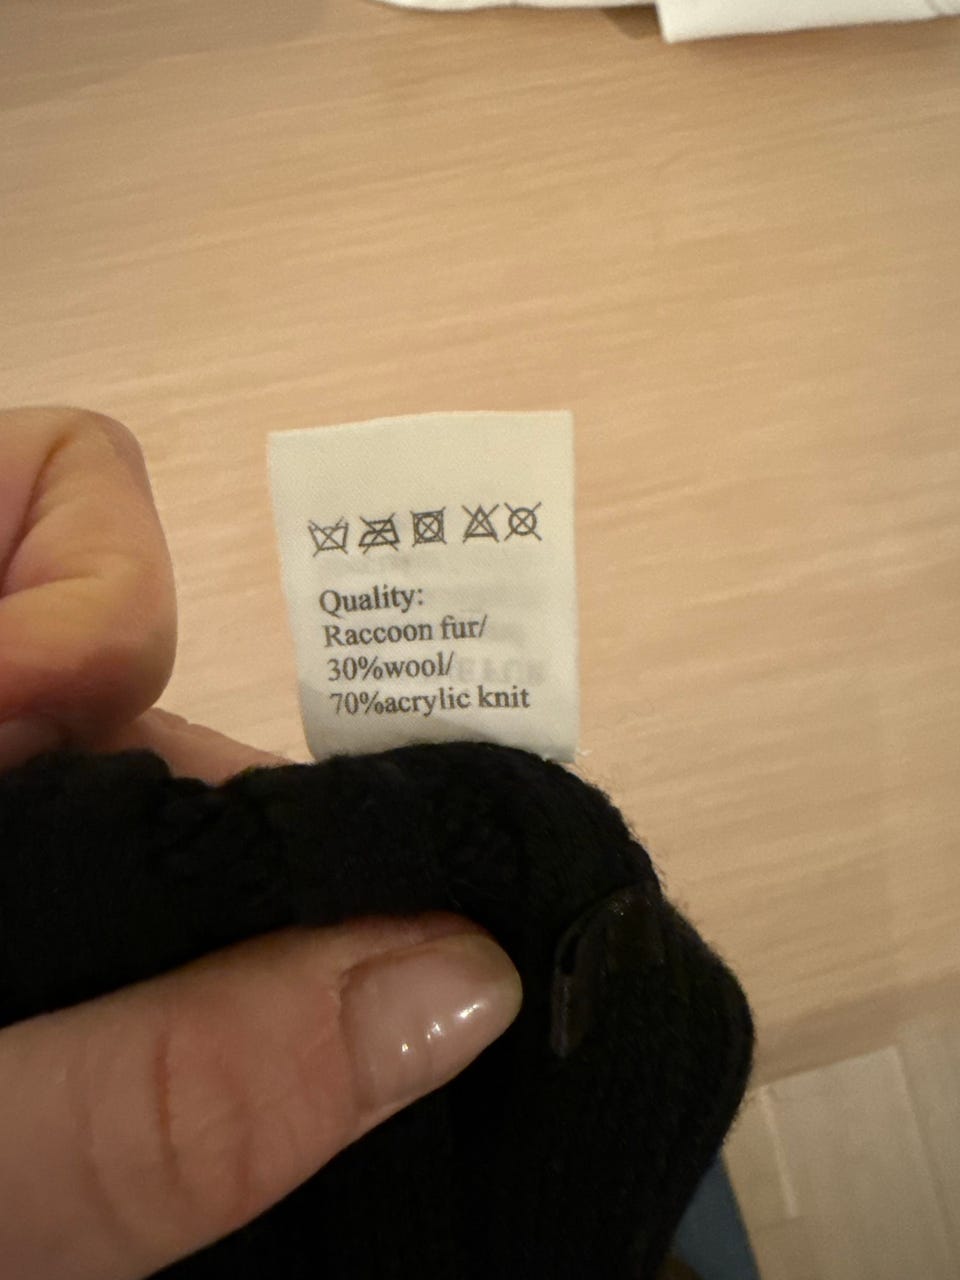 Quality:
Raccoon fur/
30%wool/
70%acrylic knit